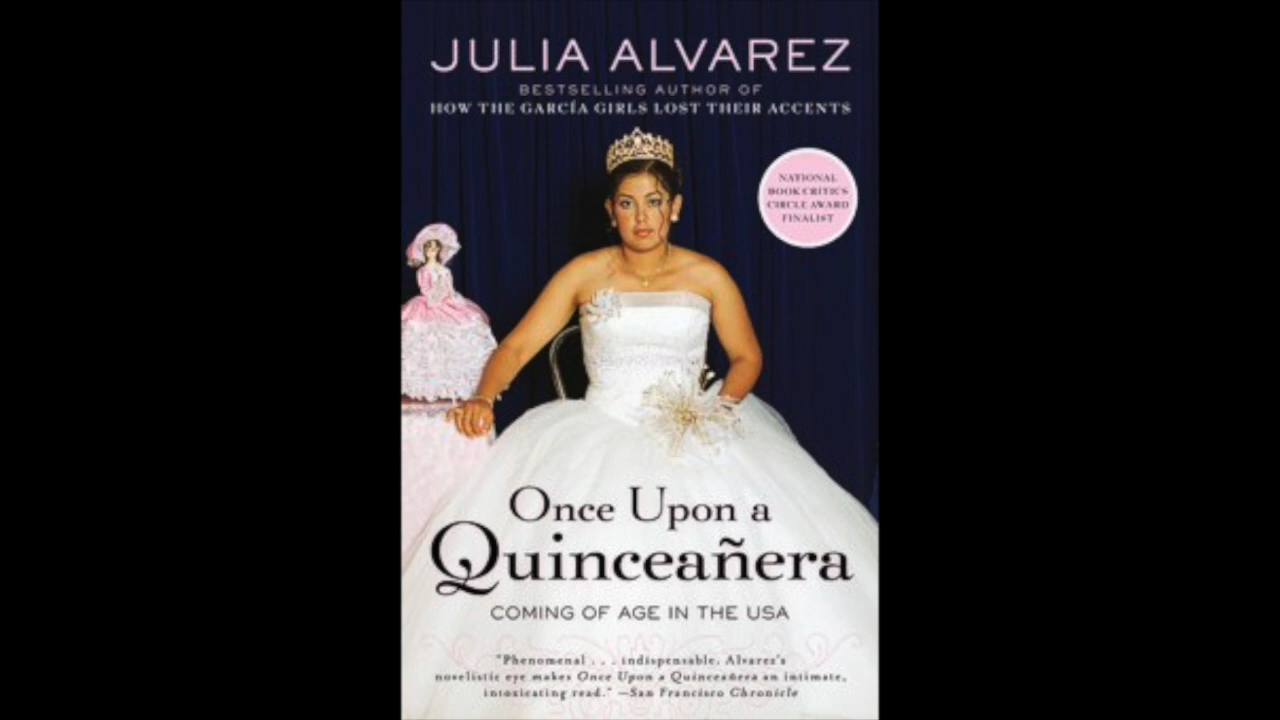 JULIA ALVAREZ
BESTSELLING AUTHOR OF
HOW THE GARCÍA GIRLS LOST THEIR ACCENTS
NATIONAL
BOOK CRITICS
CIRCLE AWARD
FINALIST
Once Upon a
Quinceañera
COMING OF AGE IN THE USA
"Phenomenal . . . indispensable. Alvarez's
novelistic eye makes Once Upon a Quinceañera an intimate,
intoxicating read." —San Francisco Chronicle